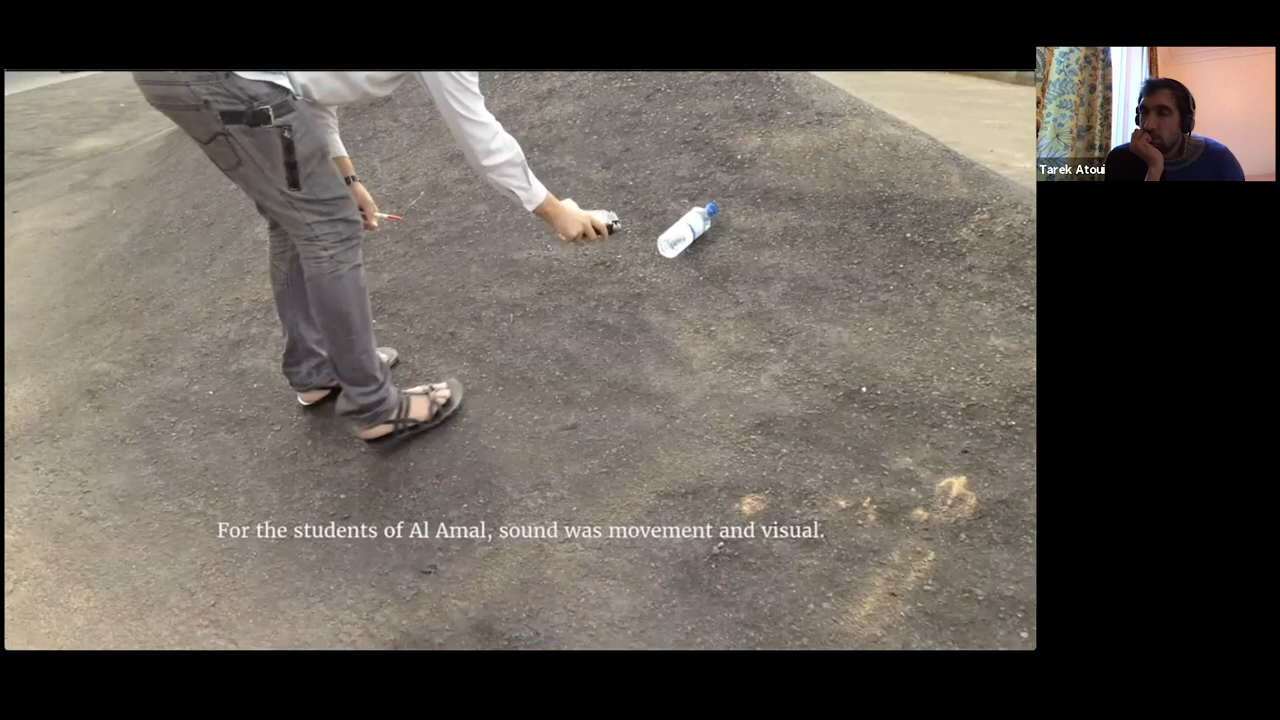 Tarek Atoui
For the students of Al Amal, sound was movement and visual.